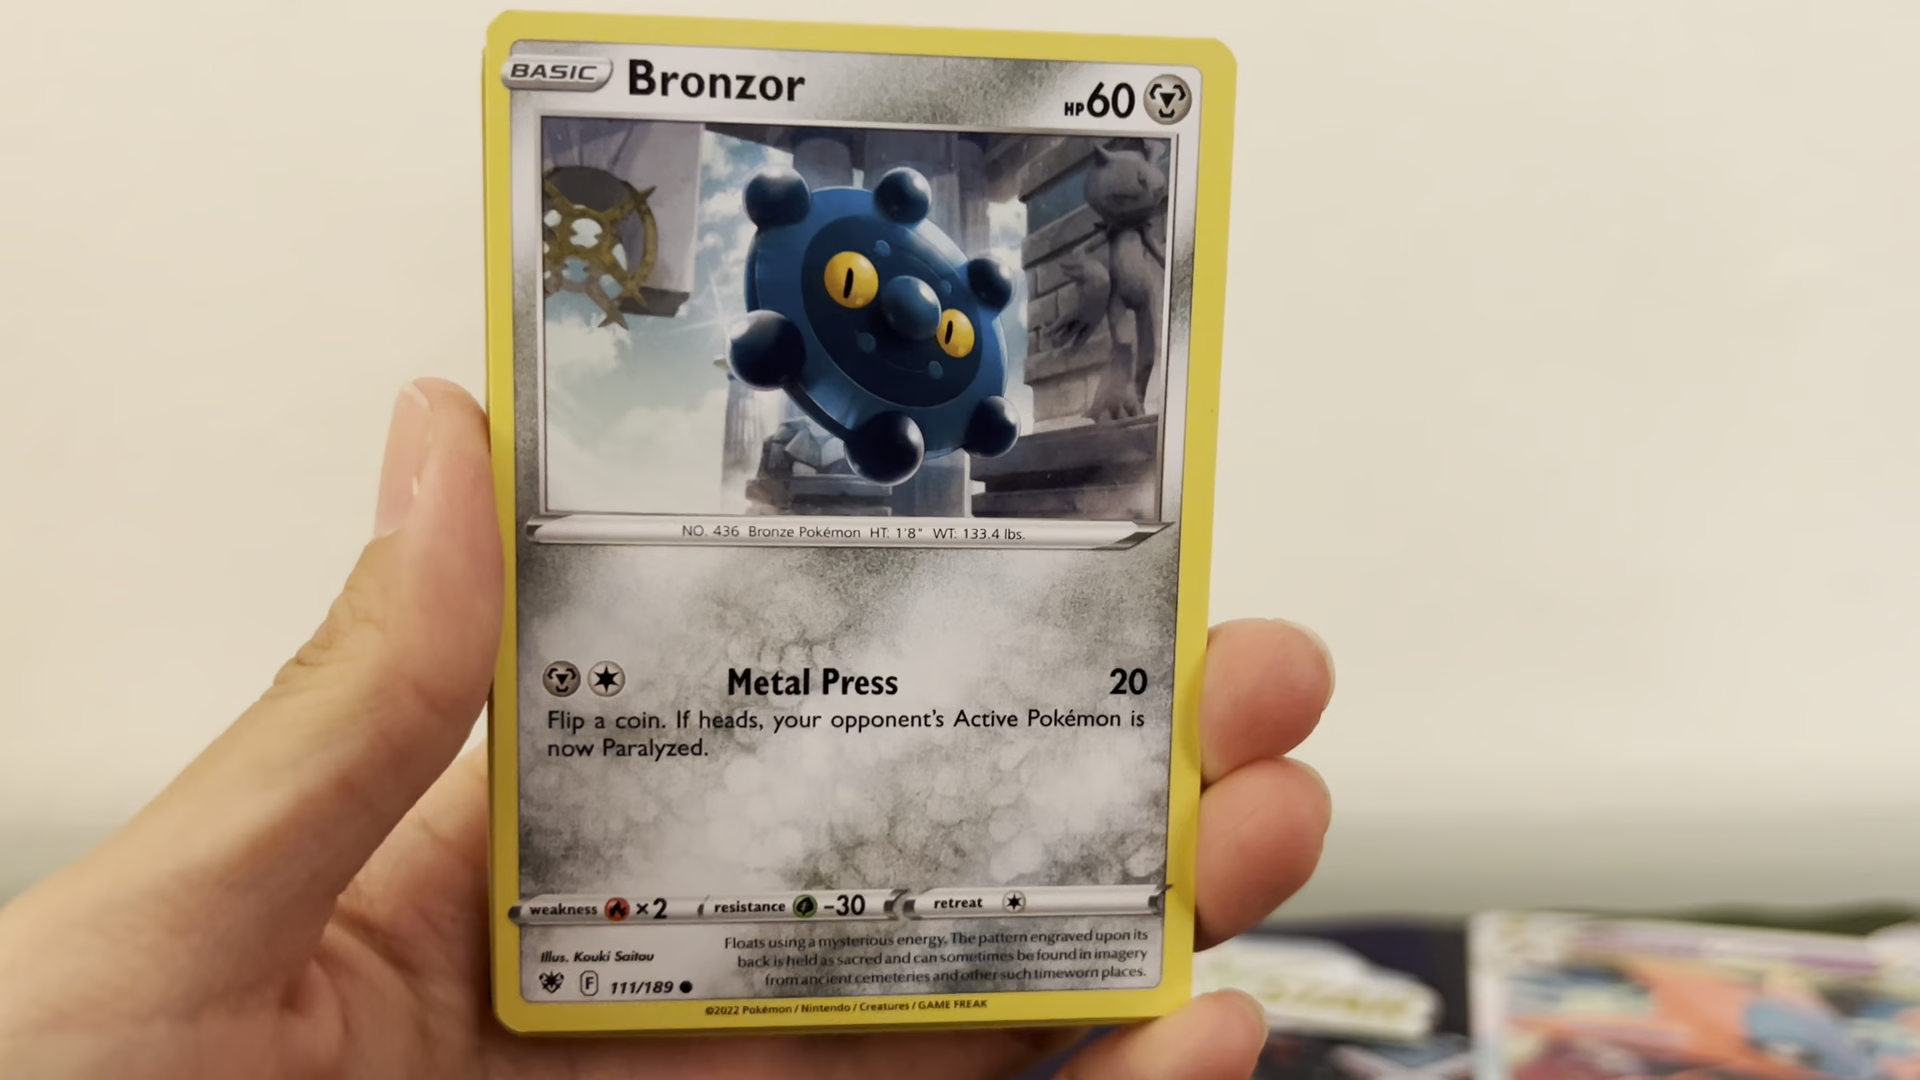 BASIC Bronzor HP60
NO. 436 Bronze Pokémon HT: 1'8" WT: 133.4 lbs.
Metal Press 20
Flip a coin. If heads, your opponent's Active Pokémon is
now Paralyzed.
weakness ×2 resistance -30 retreat
Floats using a mysterious energy. The pattern engraved upon its
back is held as sacred and can sometimes be found in imagery
from ancient cemeteries and other such timeworn places.
Illus. Kouki Saitou
F 111/189
©2022 Pokémon / Nintendo / Creatures / GAME FREAK